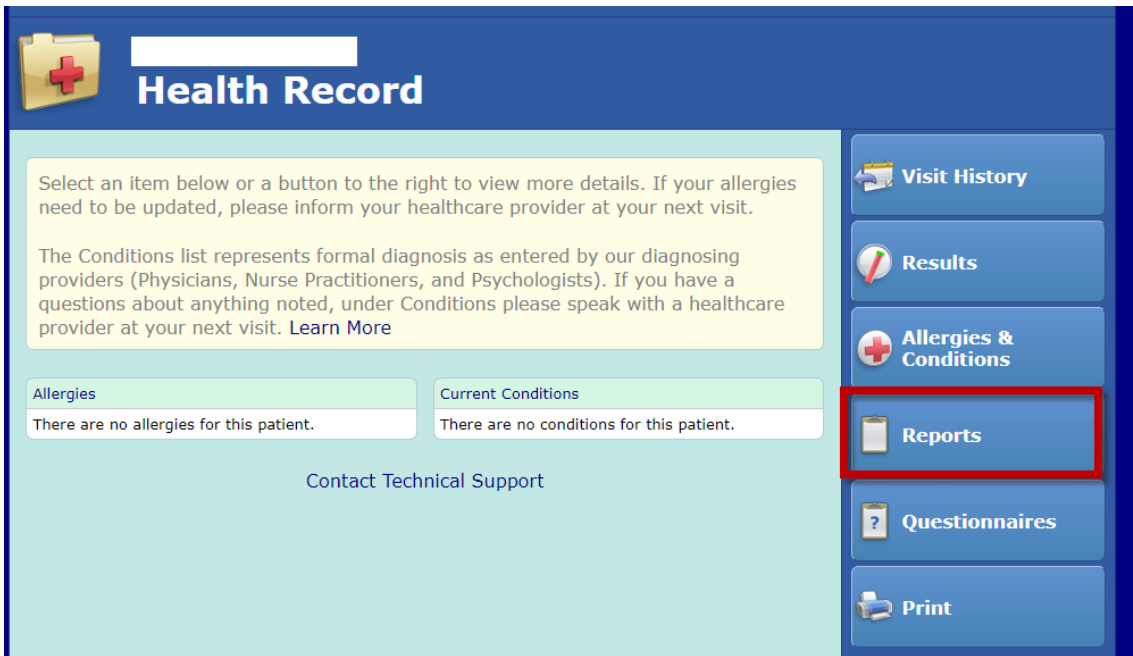 Health Record
Select an item below or a button to the right to view more details. If your allergies
need to be updated, please inform your healthcare provider at your next visit.
The Conditions list represents formal diagnosis as entered by our diagnosing
providers (Physicians, Nurse Practitioners, and Psychologists). If you have a
questions about anything noted, under Conditions please speak with a healthcare
provider at your next visit. Learn More
Allergies
There are no allergies for this patient.
Current Conditions
There are no conditions for this patient.
Contact Technical Support
Visit History
Results
Allergies &
Conditions
Reports
?
Questionnaires
Print